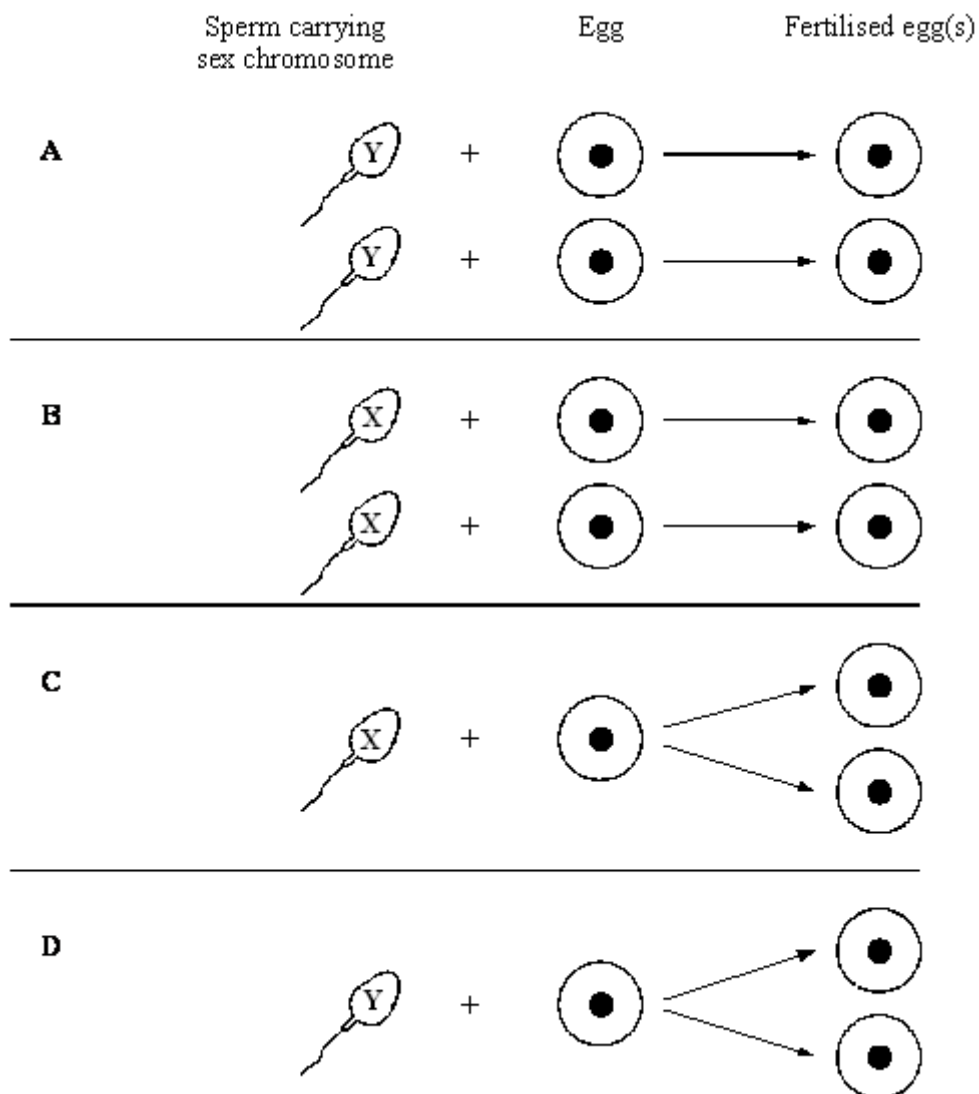 Sperm carrying
sex chromosome
Egg
Fertilised egg(s)
A
Y
+
Y
+
B
X
+
X
+
C
X
+
D
Y
+